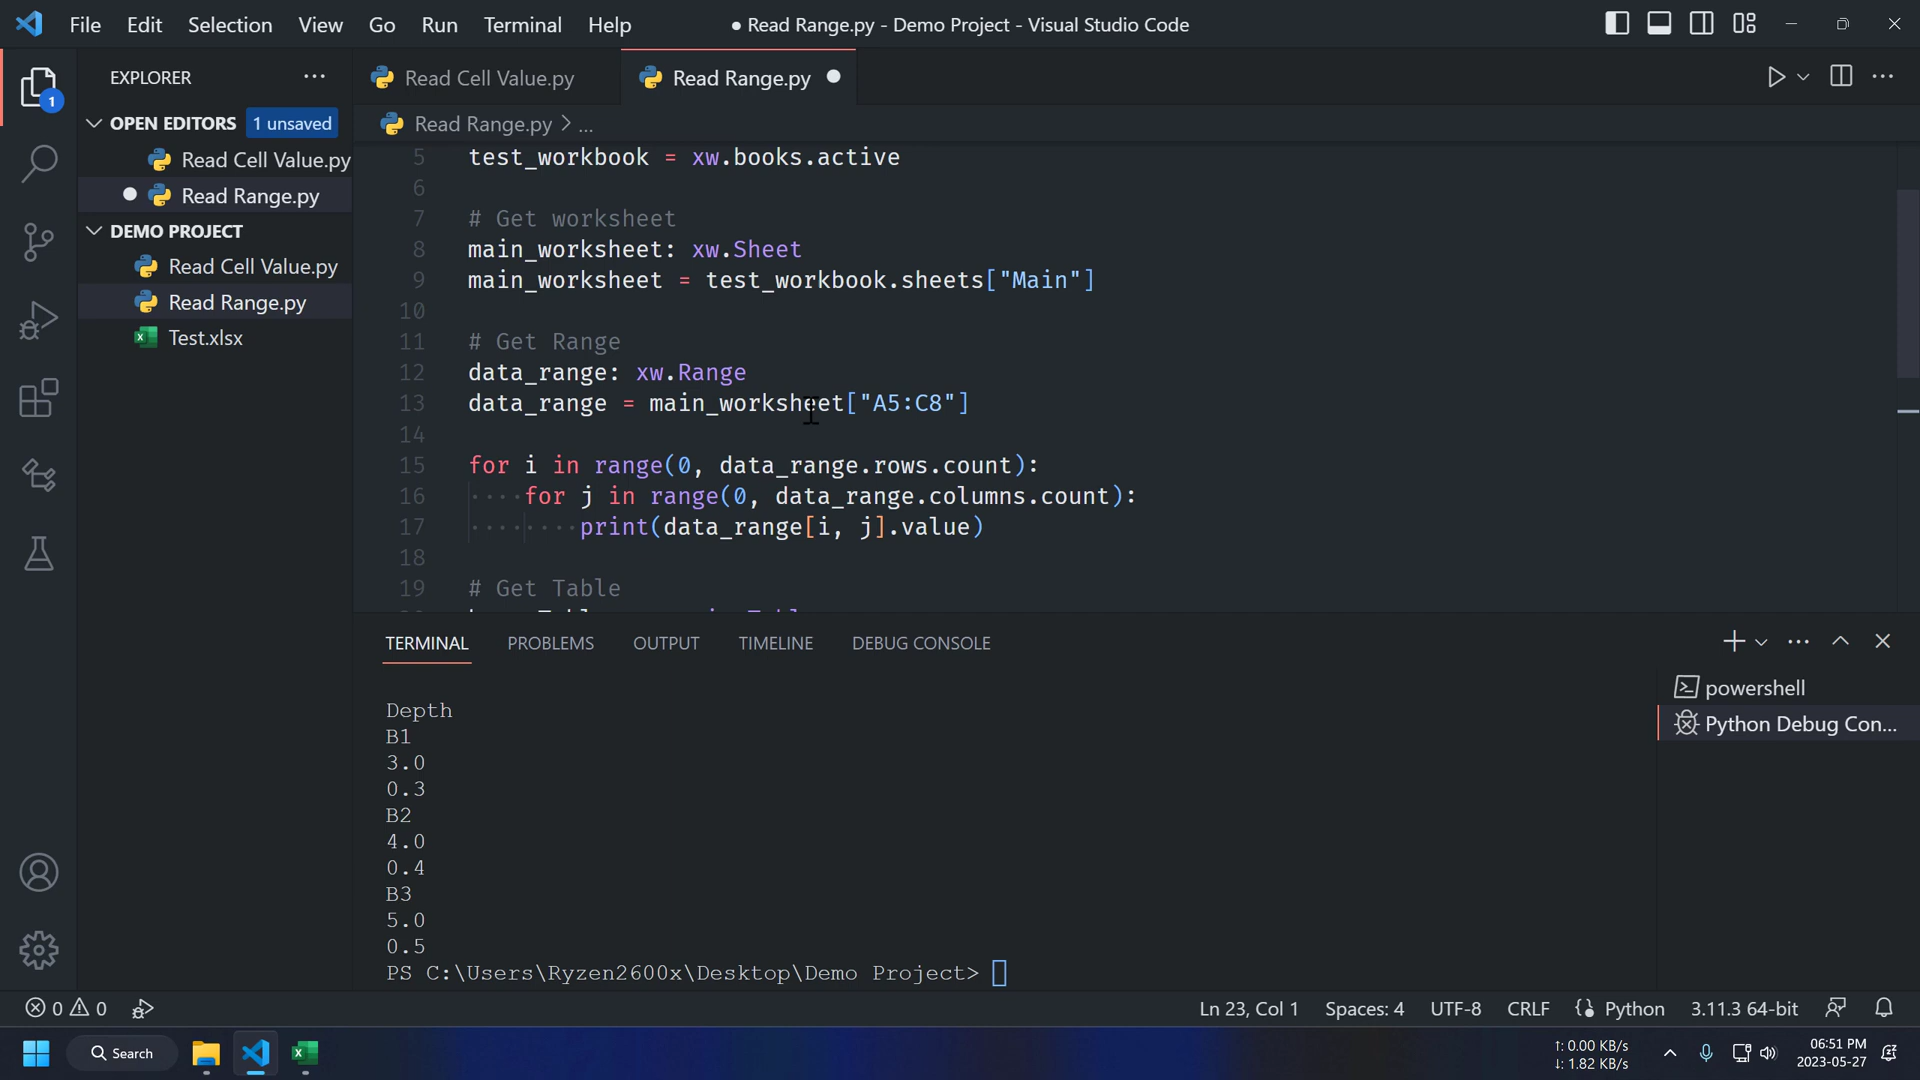 File Edit Selection View Go Run Terminal Help
● Read Range.py - Demo Project - Visual Studio Code
EXPLORER
1
OPEN EDITORS 1 unsaved
Read Cell Value.py
Read Range.py
DEMO PROJECT
Read Cell Value.py
Read Range.py
Test.xlsx
Read Cell Value.py
Read Range.py
Read Range.py > ...
5 test_workbook = xw.books.active
6
7 # Get worksheet
8 main_worksheet: xw.Sheet
9 main_worksheet = test_workbook.sheets["Main"]
10
11 # Get Range
12 data_range: xw.Range
13 data_range = main_worksheet["A5:C8"]
14
15 for i in range(0, data_range.rows.count):
16 ····for j in range(0, data_range.columns.count):
17 ········print(data_range[i, j].value)
18
19 # Get Table
TERMINAL PROBLEMS OUTPUT TIMELINE DEBUG CONSOLE
powershell
Python Debug Con...
Depth
B1
3.0
0.3
B2
4.0
0.4
B3
5.0
0.5
PS C:\Users\Ryzen2600x\Desktop\Demo Project>
0 0
Ln 23, Col 1 Spaces: 4 UTF-8 CRLF Python 3.11.3 64-bit
Search
↑: 0.00 KB/s
↓: 1.82 KB/s
06:51 PM
2023-05-27